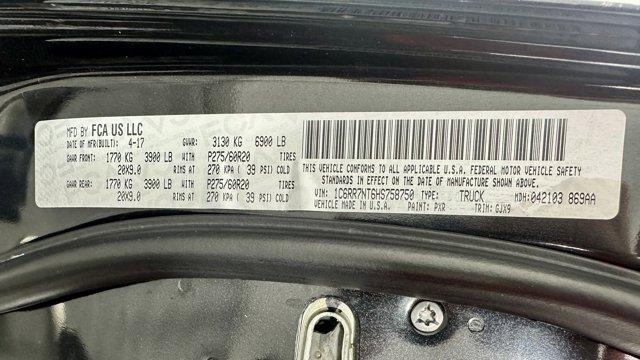 MFD BY FCA US LLC
DATE OF MFR(BUILT): 4-17 GVWR: 3130 KG 6900 LB
GAWR FRONT: 1770 KG 3900 LB WITH P275/60R20 TIRES
20X9.0 RIMS AT 270 KPA ( 39 PSI) COLD
GAWR REAR: 1770 KG 3900 LB WITH P275/60R20 TIRES
20X9.0 RIMS AT 270 KPA ( 39 PSI) COLD
THIS VEHICLE CONFORMS TO ALL APPLICABLE U.S.A. FEDERAL MOTOR VEHICLE SAFETY
STANDARDS IN EFFECT ON THE DATE OF MANUFACTURE SHOWN ABOVE.
VIN: 1C6RR7NT6HS758750 TYPE: TRUCK MDH: 042103 869AA
VEHICLE MADE IN U.S.A. PAINT: PXR TRIM: GJX9